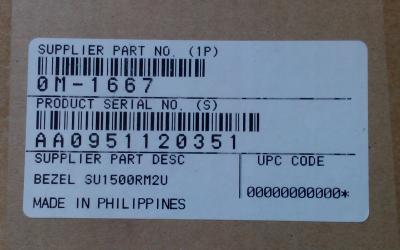 SUPPLIER PART NO. (1P)
0M-1667
PRODUCT SERIAL NO. (S)
AA0951120351
SUPPLIER PART DESC
UPC CODE
BEZEL SU1500RM2U
00000000000*
MADE IN PHILIPPINES